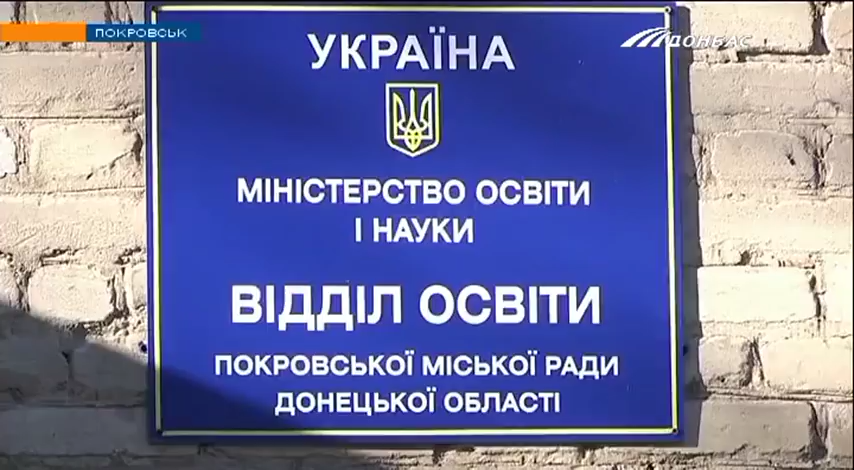 ПОКРОВСЬК
ДОНБАС
УКРАЇНА
МІНІСТЕРСТВО ОСВІТИ
І НАУКИ
ВІДДІЛ ОСВІТИ
ПОКРОВСЬКОЇ МІСЬКОЇ РАДИ
ДОНЕЦЬКОЇ ОБЛАСТІ